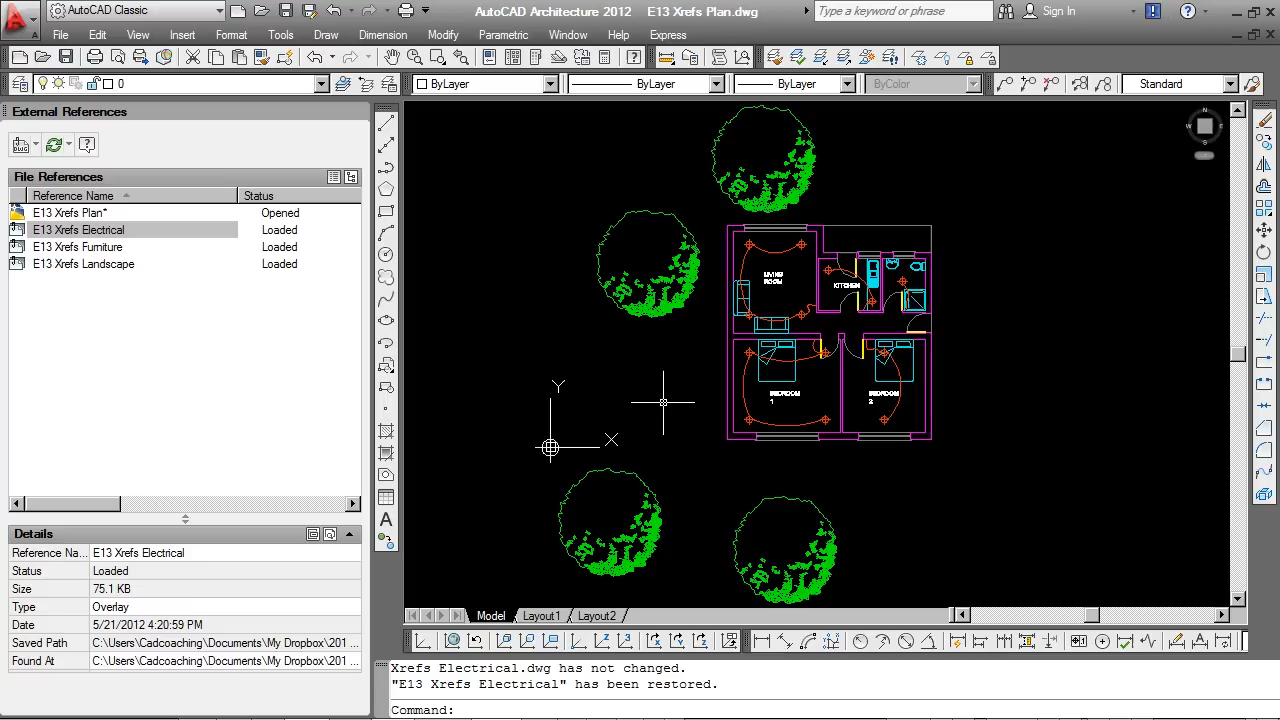 AutoCAD Classic
AutoCAD Architecture 2012 E13 Xrefs Plan.dwg
Type a keyword or phrase
Sign In
File Edit View Insert Format Tools Draw Dimension Modify Parametric Window Help Express
0
ByLayer
ByLayer
ByLayer
ByColor
Standard
External References
File References
Reference Name Status
E13 Xrefs Plan* Opened
E13 Xrefs Electrical Loaded
E13 Xrefs Furniture Loaded
E13 Xrefs Landscape Loaded
N
W
E
S
LIVING
ROOM
KITCHEN
BEDROOM
1
BEDROOM
2
Y
X
Details
Reference Na... E13 Xrefs Electrical
Status Loaded
Size 75.1 KB
Type Overlay
Date 5/21/2012 4:20:59 PM
Saved Path C:\Users\Cadcoaching\Documents\My Dropbox\201 ...
Found At C:\Users\Cadcoaching\Documents\My Dropbox\201 ...
Model Layout1 Layout2
Xrefs Electrical.dwg has not changed.
"E13 Xrefs Electrical" has been restored.
Command: